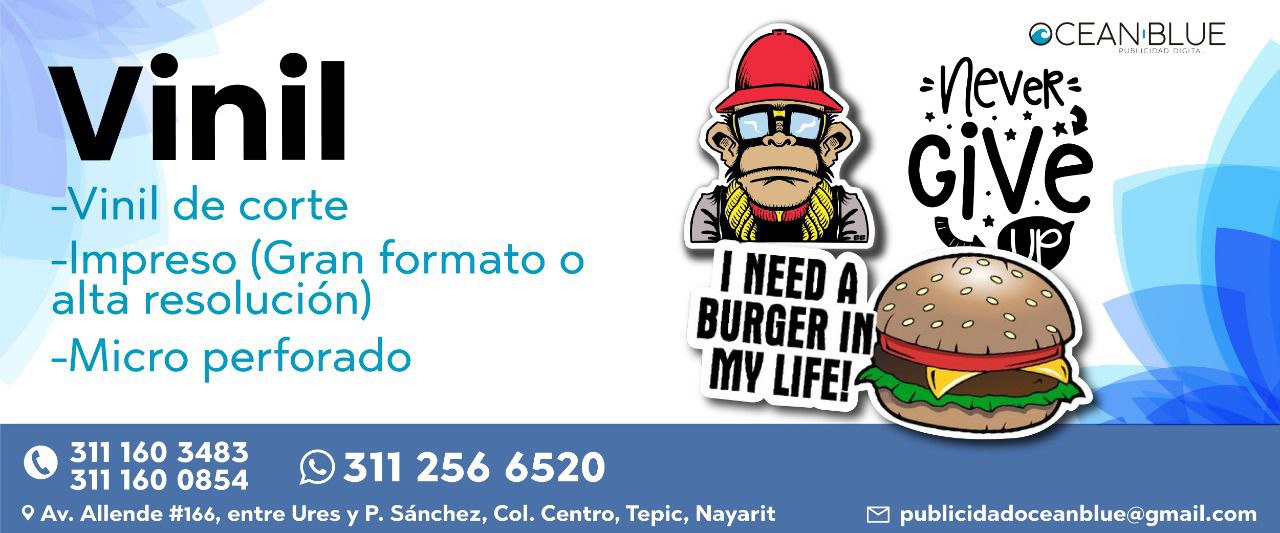 Vinil
-Vinil de corte
-Impreso (Gran formato o
alta resolución)
-Micro perforado
OCEAN BLUE
PUBLICIDAD DIGITAL
never
GiVe
UP
I NEED A
BURGER IN
MY LIFE!
311 160 3483
311 160 0854
311 256 6520
Av. Allende #166, entre Ures y P. Sánchez, Col. Centro, Tepic, Nayarit
publicidadoceanblue@gmail.com